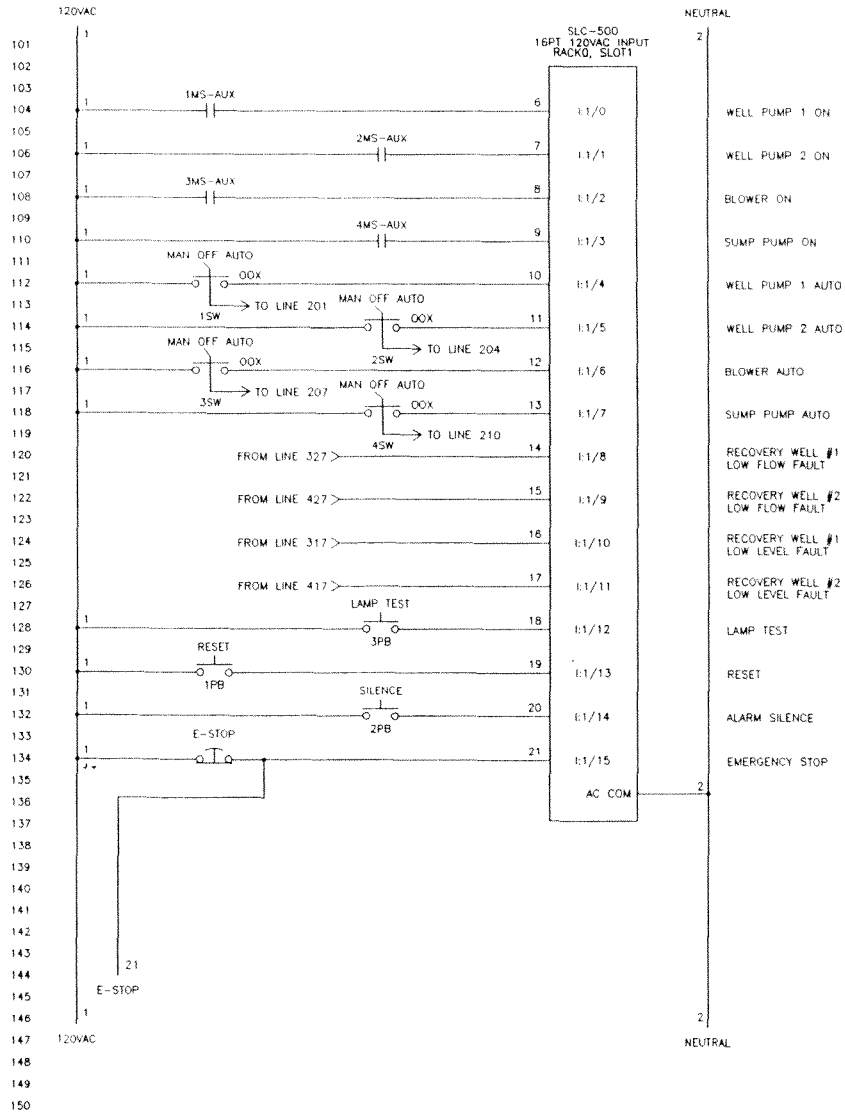 120VAC
NEUTRAL
1
2
SLC-500
16PT 120VAC INPUT
RACK0, SLOT1
101
102
103
1MS-AUX
104 1 6 I:1/0 WELL PUMP 1 ON
105
2MS-AUX
106 1 7 I:1/1 WELL PUMP 2 ON
107
3MS-AUX
108 1 8 I:1/2 BLOWER ON
109
4MS-AUX
110 1 9 I:1/3 SUMP PUMP ON
111
MAN OFF AUTO
112 1 OOX 10 I:1/4 WELL PUMP 1 AUTO
113 1SW TO LINE 201 MAN OFF AUTO
114 1 OOX 11 I:1/5 WELL PUMP 2 AUTO
115 MAN OFF AUTO 2SW TO LINE 204
116 1 OOX 12 I:1/6 BLOWER AUTO
117 3SW TO LINE 207 MAN OFF AUTO
118 1 OOX 13 I:1/7 SUMP PUMP AUTO
119 4SW TO LINE 210
120 FROM LINE 327 14 I:1/8 RECOVERY WELL #1
LOW FLOW FAULT
121
122 FROM LINE 427 15 I:1/9 RECOVERY WELL #2
LOW FLOW FAULT
123
124 FROM LINE 317 16 I:1/10 RECOVERY WELL #1
LOW LEVEL FAULT
125
126 FROM LINE 417 17 I:1/11 RECOVERY WELL #2
LOW LEVEL FAULT
127 LAMP TEST
128 1 3PB 18 I:1/12 LAMP TEST
129 RESET
130 1 1PB 19 I:1/13 RESET
131 SILENCE
132 1 2PB 20 I:1/14 ALARM SILENCE
133 E-STOP
134 1 21 I:1/15 EMERGENCY STOP
135
136 AC COM 2
137
138
139
140
141
142
143
144 21
E-STOP
145
146 1 2
147 120VAC NEUTRAL
148
149
150